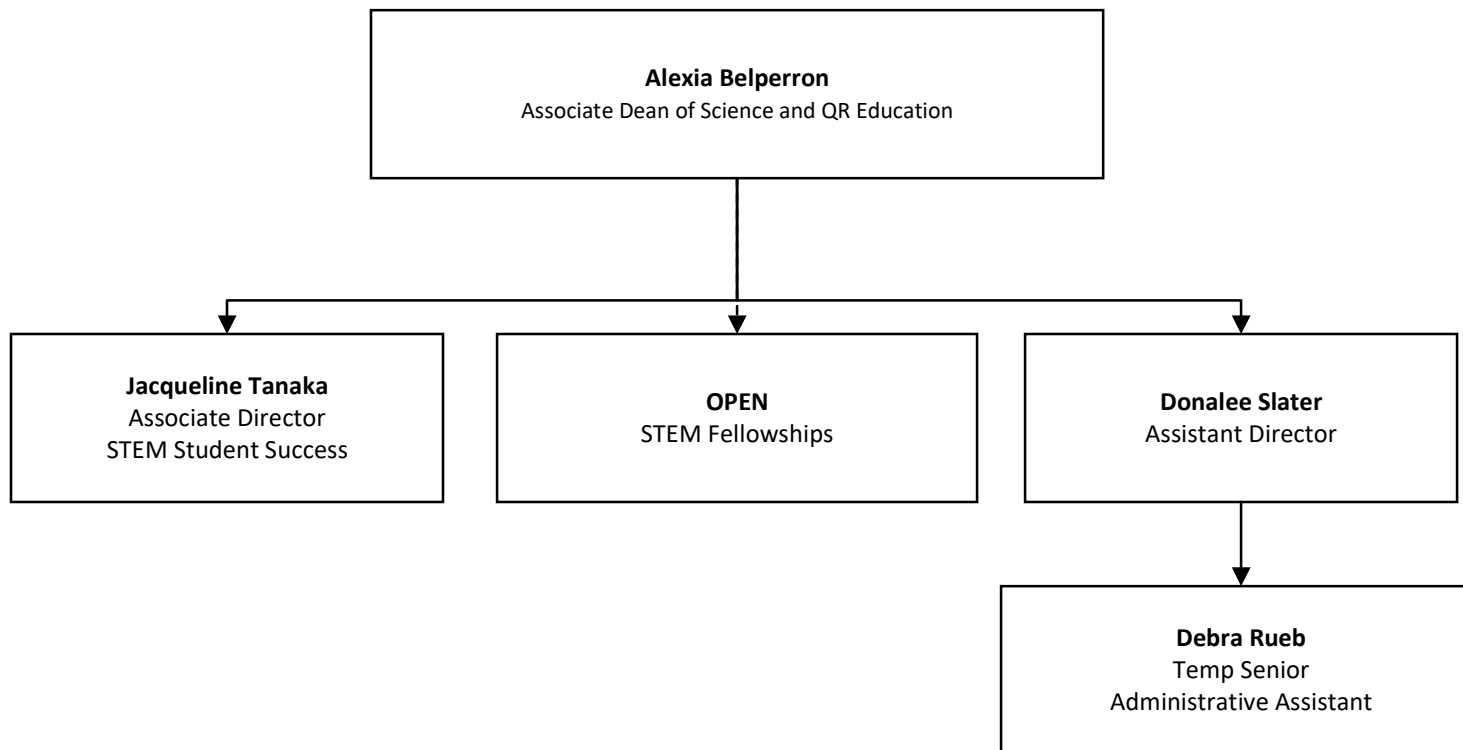 Alexia Belperron
Associate Dean of Science and QR Education
Jacqueline Tanaka
Associate Director
STEM Student Success
OPEN
STEM Fellowships
Donalee Slater
Assistant Director
Debra Rueb
Temp Senior
Administrative Assistant